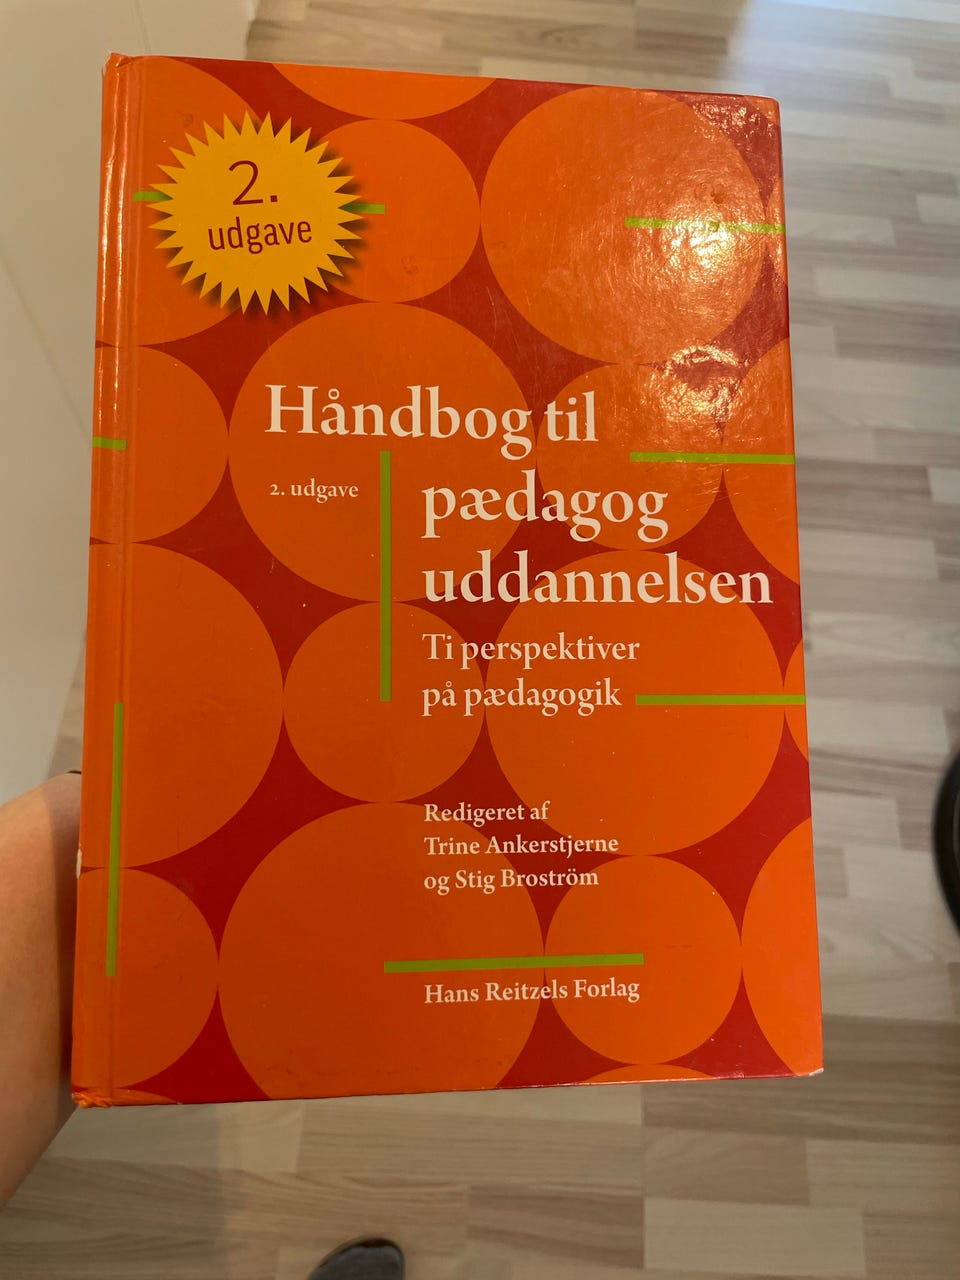 2.
udgave
Håndbog til
2. udgave
pædagog
uddannelsen
Ti perspektiver
på pædagogik
Redigeret af
Trine Ankerstjerne
og Stig Broström
Hans Reitzels Forlag